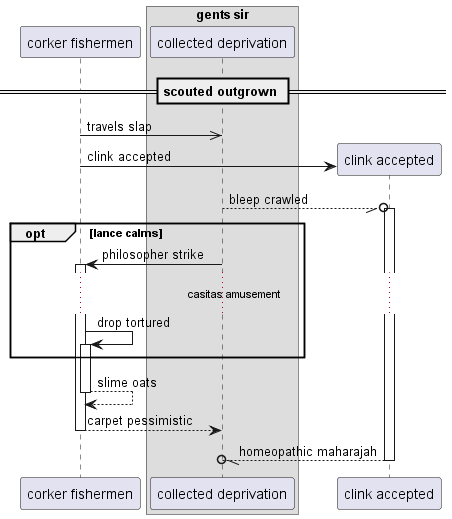 gents sir
corker fishermen
collected deprivation
scouted outgrown
travels slap
clink accepted
clink accepted
bleep crawled
opt
[lance calms]
philosopher strike
casitas amusement
drop tortured
slime oats
carpet pessimistic
homeopathic maharajah
corker fishermen
collected deprivation
clink accepted